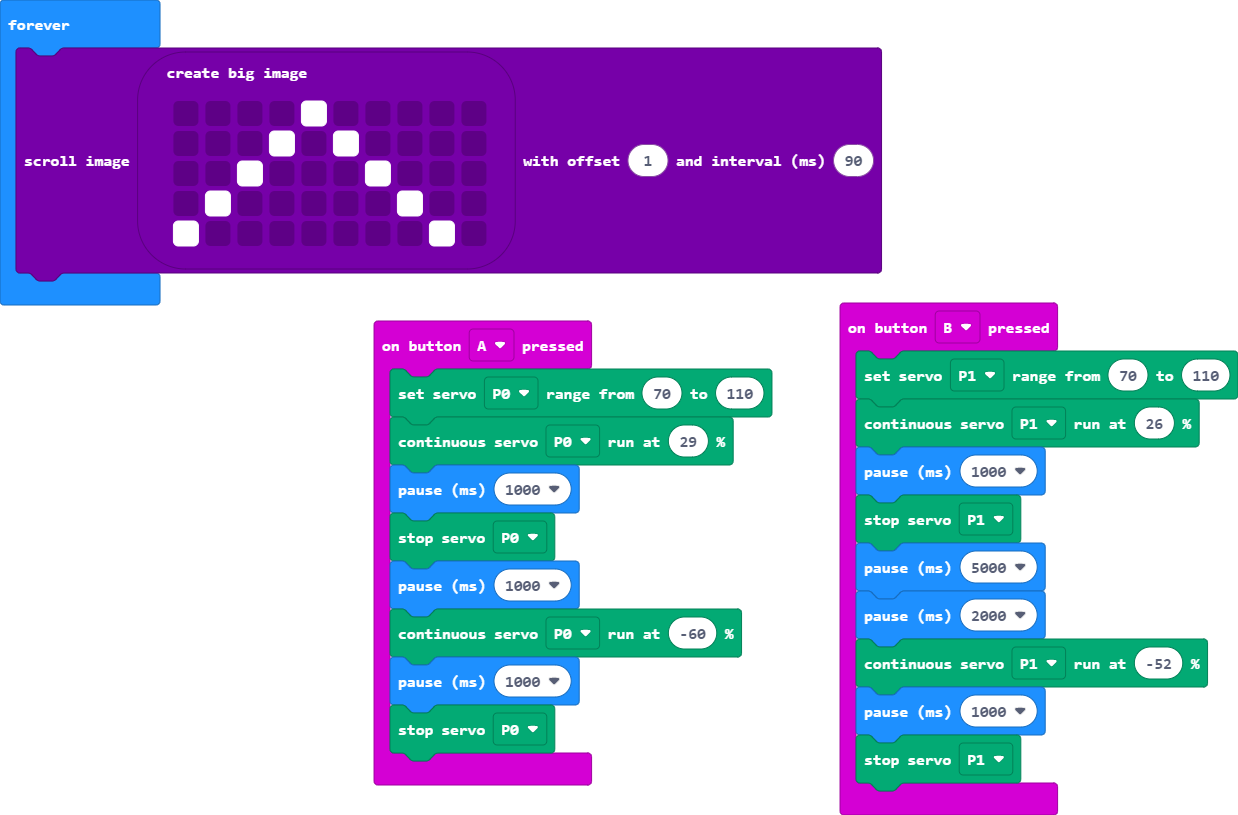 forever
create big image
scroll image with offset 1 and interval (ms) 90
on button A pressed
set servo P0 range from 70 to 110
continuous servo P0 run at 29 %
pause (ms) 1000
stop servo P0
pause (ms) 1000
continuous servo P0 run at -60 %
pause (ms) 1000
stop servo P0
on button B pressed
set servo P1 range from 70 to 110
continuous servo P1 run at 26 %
pause (ms) 1000
stop servo P1
pause (ms) 5000
pause (ms) 2000
continuous servo P1 run at -52 %
pause (ms) 1000
stop servo P1